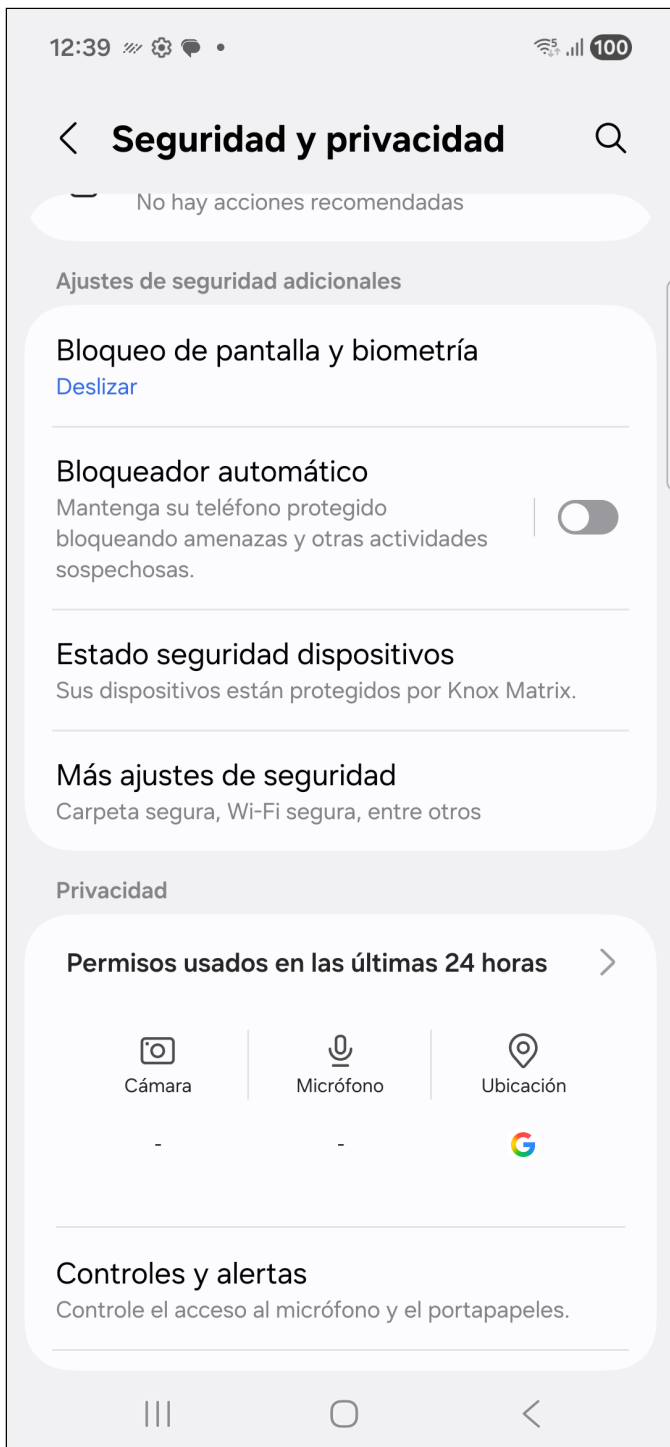 12:39
5
100
Seguridad y privacidad
No hay acciones recomendadas
Ajustes de seguridad adicionales
Bloqueo de pantalla y biometría
Deslizar
Bloqueador automático
Mantenga su teléfono protegido
bloqueando amenazas y otras actividades
sospechosas.
Estado seguridad dispositivos
Sus dispositivos están protegidos por Knox Matrix.
Más ajustes de seguridad
Carpeta segura, Wi-Fi segura, entre otros
Privacidad
Permisos usados en las últimas 24 horas
Cámara
Micrófono
Ubicación
-
-
G
Controles y alertas
Controle el acceso al micrófono y el portapapeles.